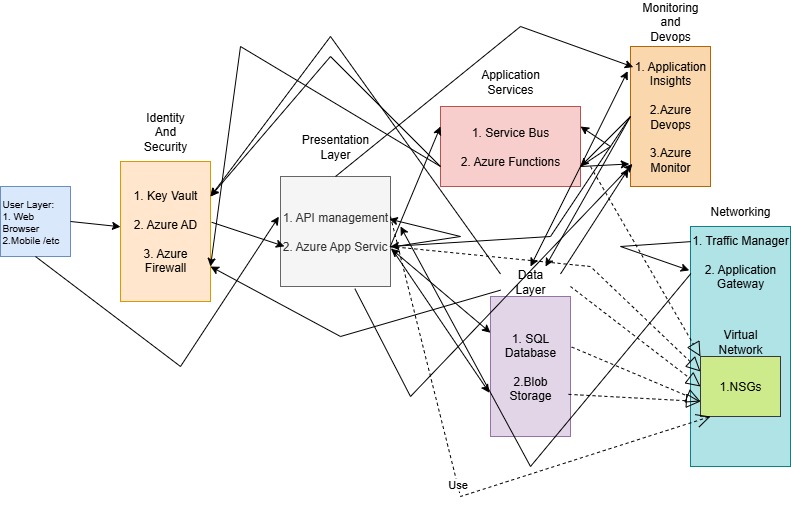 Monitoring
and
Devops
1. Application
Insights
2.Azure
Devops
3.Azure
Monitor
Application
Services
1. Service Bus
2. Azure Functions
Identity
And
Security
1. Key Vault
2. Azure AD
3. Azure
Firewall
Presentation
Layer
1. API management
2. Azure App Servic
User Layer:
1. Web
Browser
2.Mobile /etc
Networking
1. Traffic Manager
2. Application
Gateway
Virtual
Network
1.NSGs
Data
Layer
1. SQL
Database
2.Blob
Storage
Use